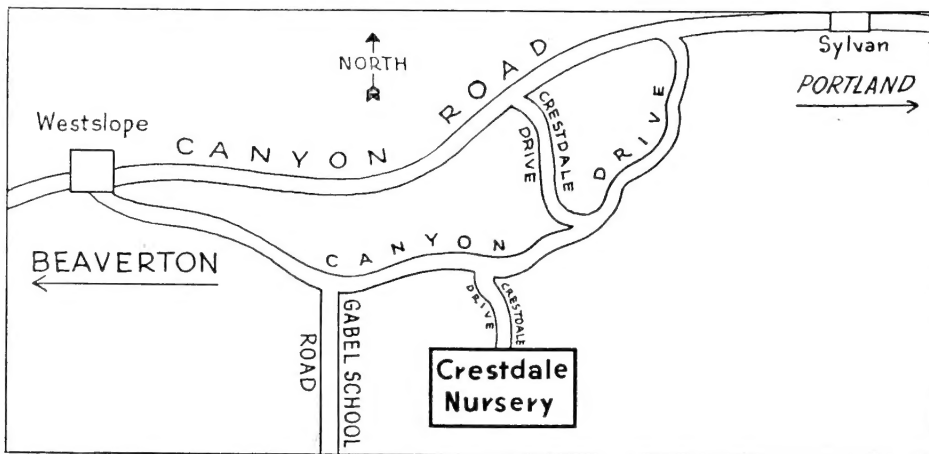 Sylvan
PORTLAND
NORTH
CANYON ROAD
Westslope
CRESTDALE
DRIVE
CANYON DRIVE
BEAVERTON
CRESTDALE
DRIVE
GABEL SCHOOL
ROAD
Crestdale
Nursery